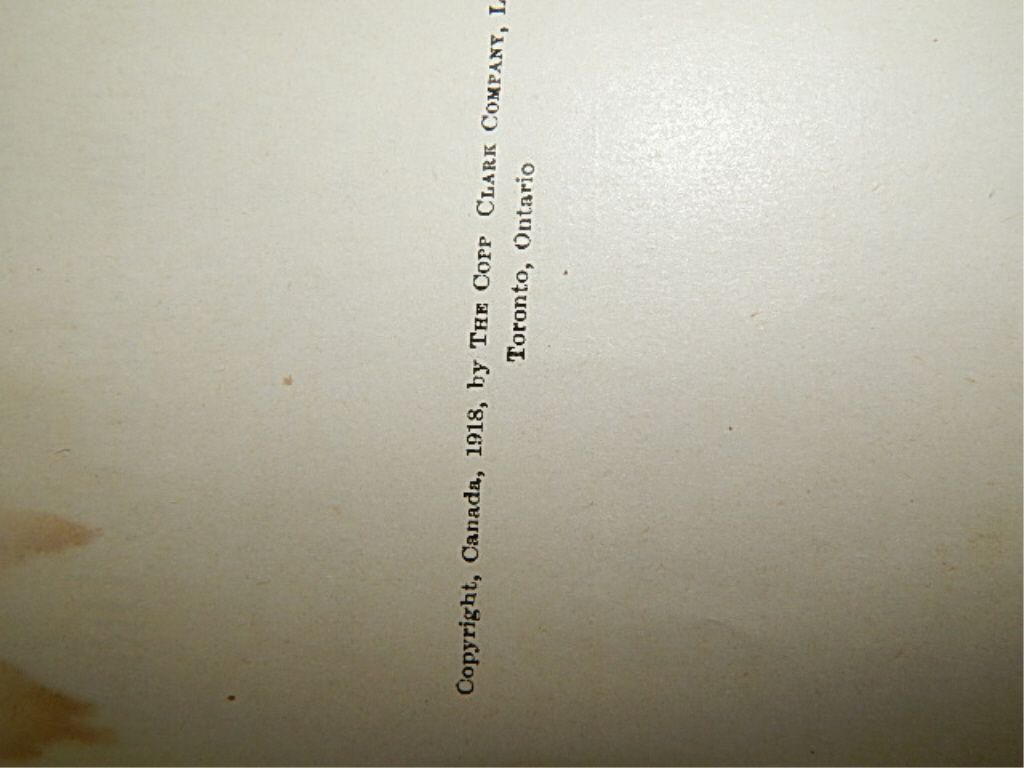 Copyright, Canada, 1918, by THE COPP CLARK COMPANY, L
Toronto, Ontario